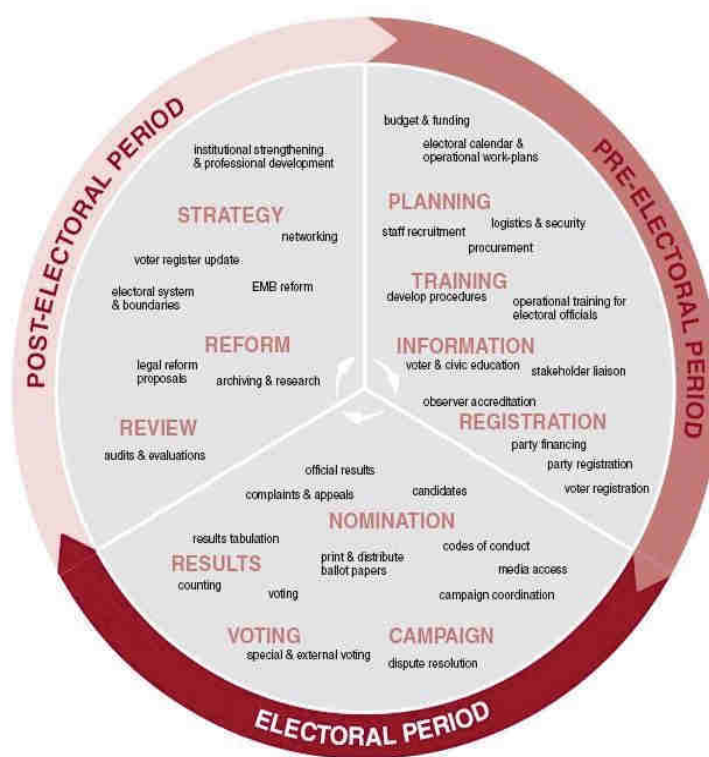 POST-ELECTORAL PERIOD
institutional strengthening
& professional development
STRATEGY
networking
voter register update
electoral system
& boundaries
EMB reform
REFORM
legal reform
proposals
archiving & research
REVIEW
audits & evaluations
PRE-ELECTORAL PERIOD
budget & funding
electoral calendar &
operational work-plans
PLANNING
logistics & security
staff recruitment
procurement
TRAINING
develop procedures
operational training for
electoral officials
INFORMATION
voter & civic education
stakeholder liaison
observer accreditation
REGISTRATION
party financing
party registration
voter registration
official results
complaints & appeals
candidates
NOMINATION
results tabulation
codes of conduct
print & distribute
ballot papers
RESULTS
media access
counting
voting
campaign coordination
VOTING
CAMPAIGN
special & external voting
dispute resolution
ELECTORAL PERIOD